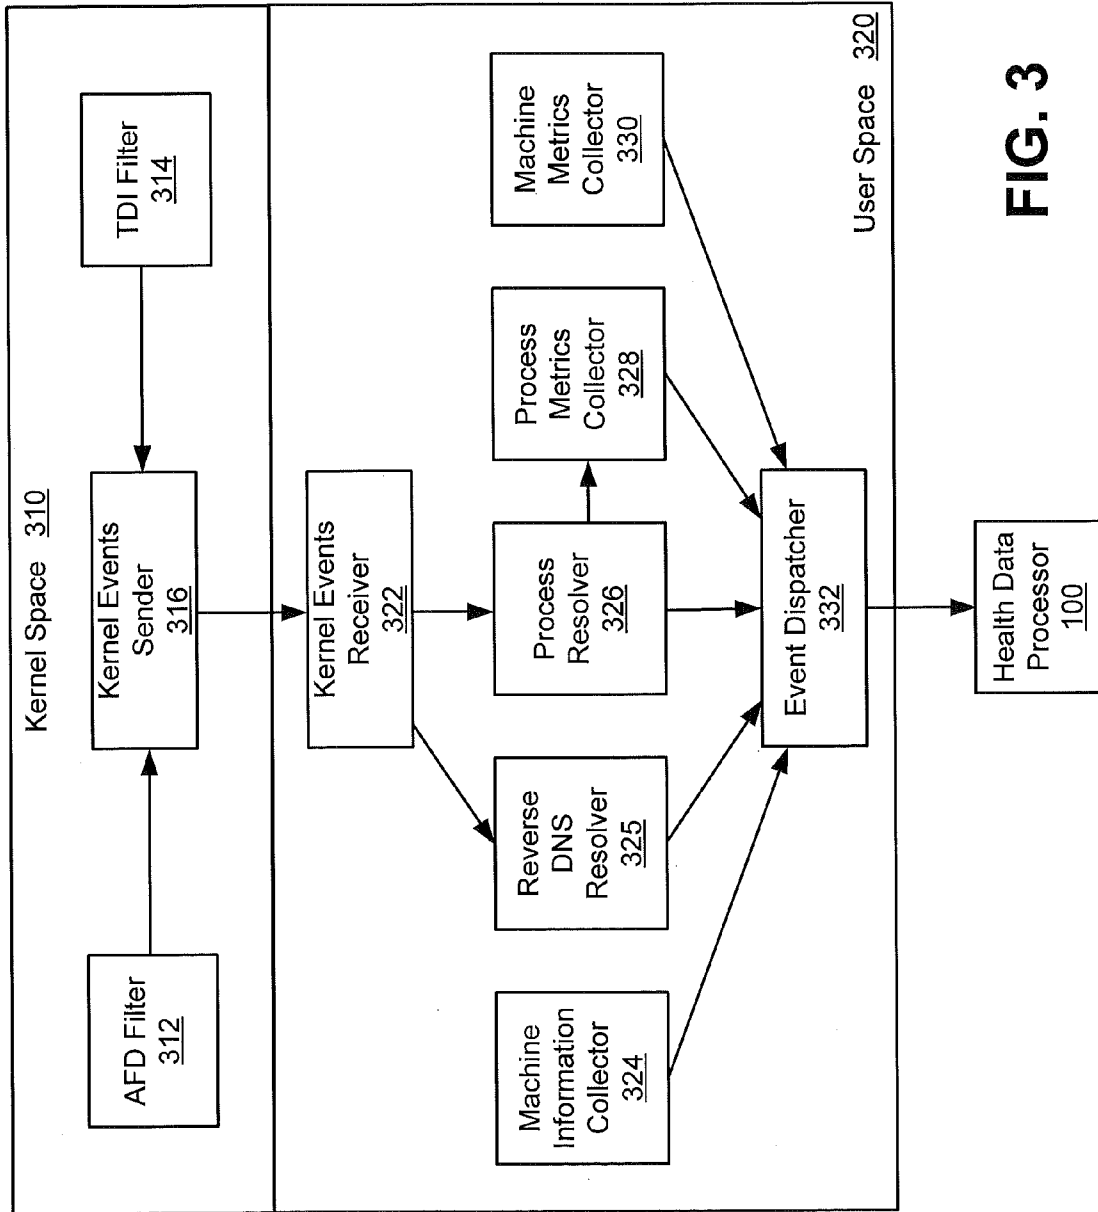 Kernel Space 310
AFD Filter
312
Kernel Events
Sender
316
TDI Filter
314
Kernel Events
Receiver
322
Machine
Information
Collector
324
Reverse
DNS
Resolver
325
Process
Resolver
326
Process
Metrics
Collector
328
Machine
Metrics
Collector
330
Event Dispatcher
332
User Space 320
Health Data
Processor
100
FIG. 3